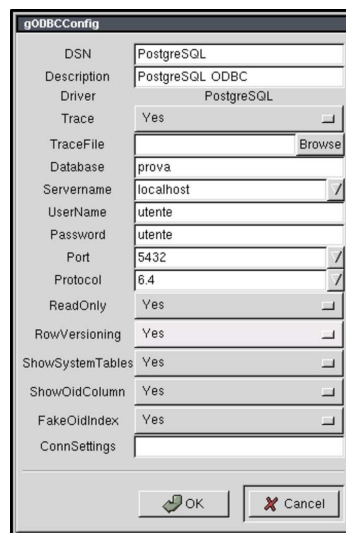 gODBCConfig
DSN PostgreSQL
Description PostgreSQL ODBC
Driver PostgreSQL
Trace Yes
TraceFile Browse
Database prova
Servername localhost
UserName utente
Password utente
Port 5432
Protocol 6.4
ReadOnly Yes
RowVersioning Yes
ShowSystemTables Yes
ShowOidColumn Yes
FakeOidIndex Yes
ConnSettings
OK Cancel